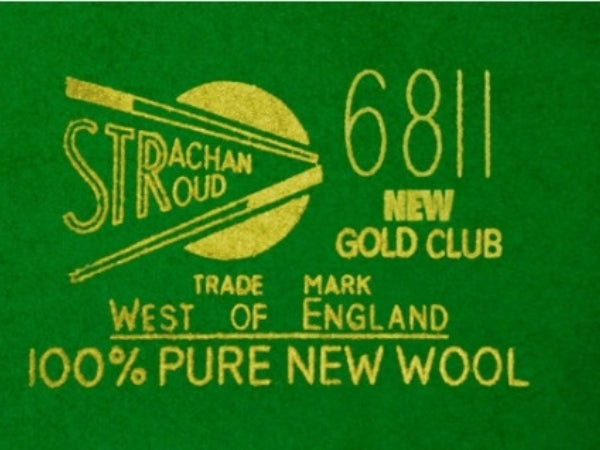 STRACHAN
STROUD
6811
NEW
GOLD CLUB
TRADE MARK
WEST OF ENGLAND
100% PURE NEW WOOL